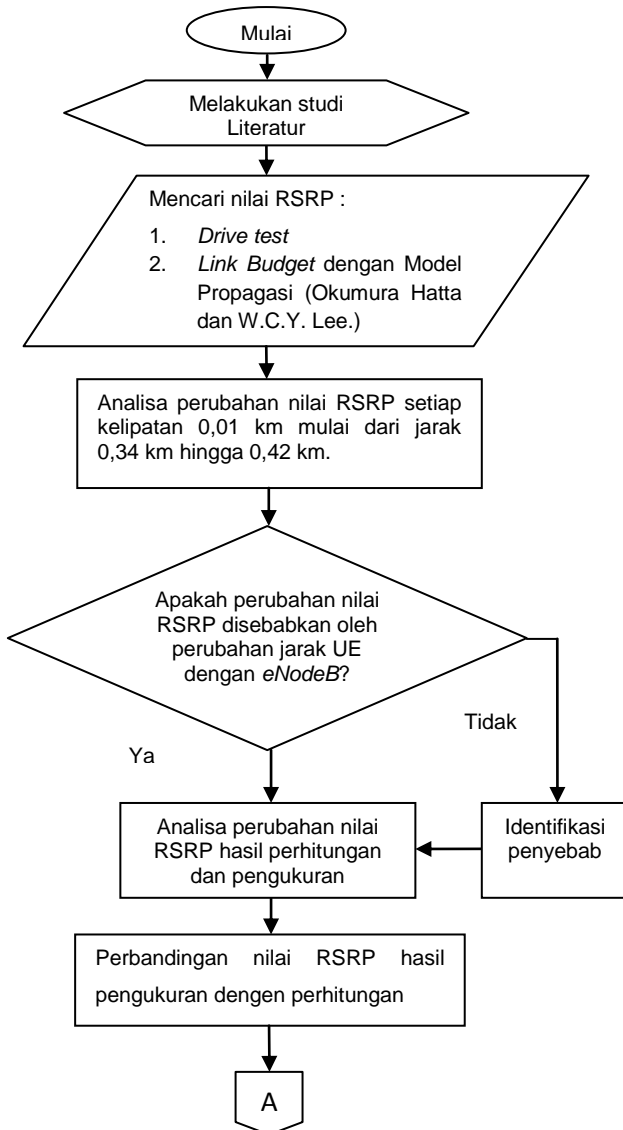 Mulai
Melakukan studi
Literatur
Mencari nilai RSRP :
1. Drive test
2. Link Budget dengan Model
Propagasi (Okumura Hatta
dan W.C.Y. Lee.)
Analisa perubahan nilai RSRP setiap
kelipatan 0,01 km mulai dari jarak
0,34 km hingga 0,42 km.
Apakah perubahan nilai
RSRP disebabkan oleh
perubahan jarak UE
dengan eNodeB?
Tidak
Ya
Analisa perubahan nilai
RSRP hasil perhitungan
dan pengukuran
Identifikasi
penyebab
Perbandingan nilai RSRP hasil
pengukuran dengen perhitungan
A